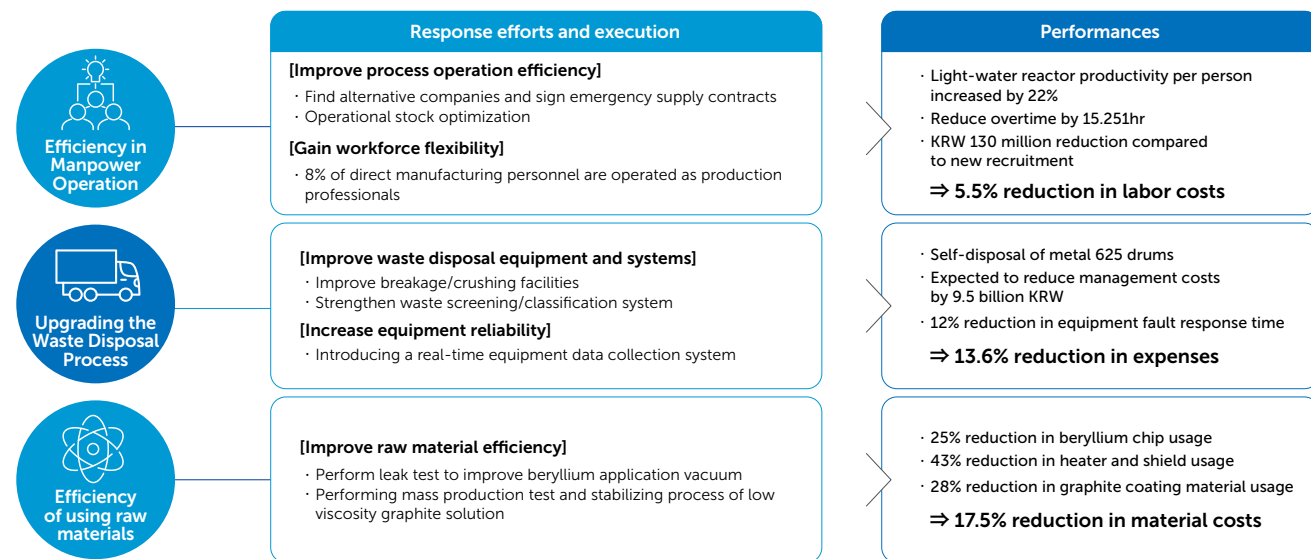 Response efforts and execution
Performances
Efficiency in
Manpower
Operation
[Improve process operation efficiency]
· Find alternative companies and sign emergency supply contracts
· Operational stock optimization
[Gain workforce flexibility]
· 8% of direct manufacturing personnel are operated as production
professionals
· Light-water reactor productivity per person
increased by 22%
· Reduce overtime by 15.251hr
· KRW 130 million reduction compared
to new recruitment
⇒ 5.5% reduction in labor costs
Upgrading the
Waste Disposal
Process
[Improve waste disposal equipment and systems]
· Improve breakage/crushing facilities
· Strengthen waste screening/classification system
[Increase equipment reliability]
· Introducing a real-time equipment data collection system
· Self-disposal of metal 625 drums
· Expected to reduce management costs
by 9.5 billion KRW
· 12% reduction in equipment fault response time
⇒ 13.6% reduction in expenses
Efficiency
of using raw
materials
[Improve raw material efficiency]
· Perform leak test to improve beryllium application vacuum
· Performing mass production test and stabilizing process of low
viscosity graphite solution
· 25% reduction in beryllium chip usage
· 43% reduction in heater and shield usage
· 28% reduction in graphite coating material usage
⇒ 17.5% reduction in material costs